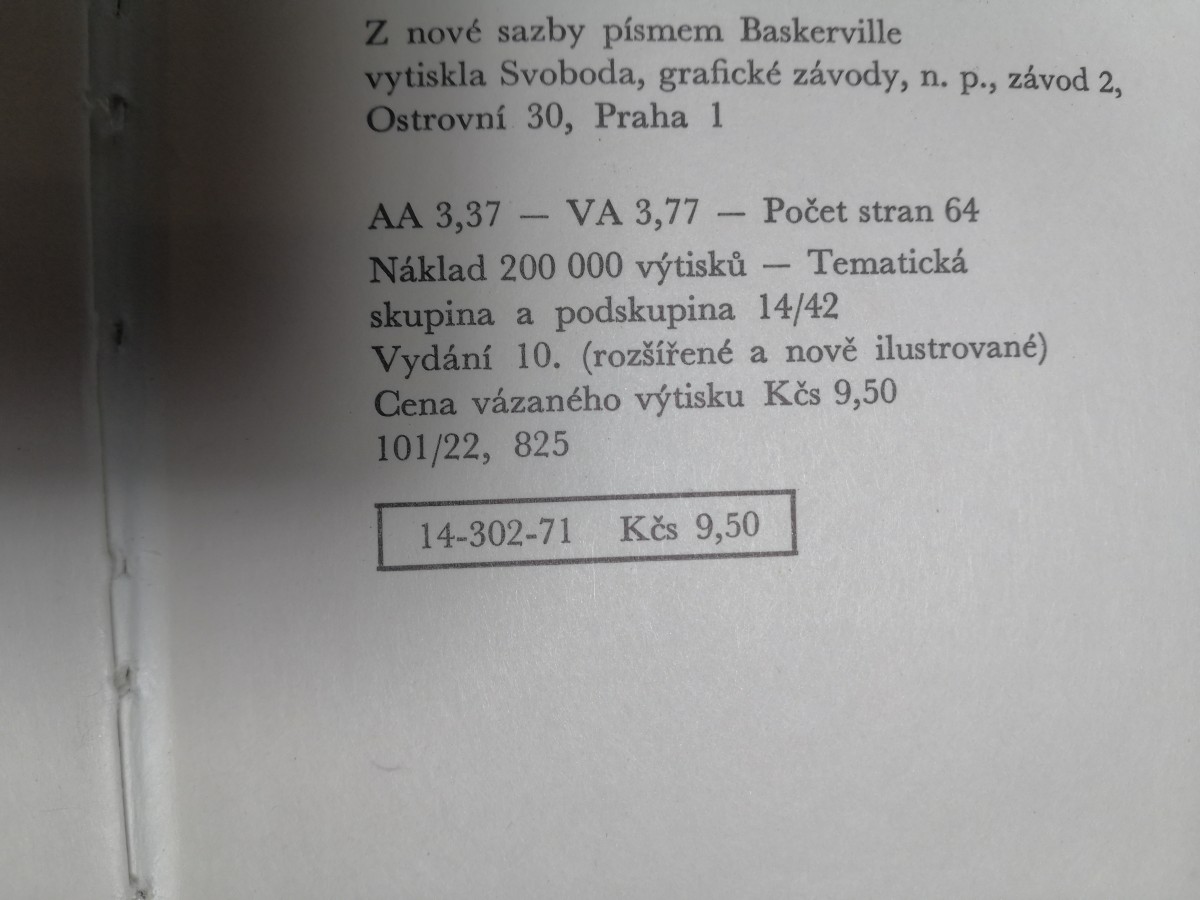 Z nové sazby písmem Baskerville
vytiskla Svoboda, grafické závody, n. p., závod 2,
Ostrovní 30, Praha 1
AA 3,37 — VA 3,77 — Počet stran 64
Náklad 200 000 výtisků — Tematická
skupina a podskupina 14/42
Vydání 10. (rozšířené a nově ilustrované)
Cena vázaného výtisku Kčs 9,50
101/22, 825
14-302-71 Kčs 9,50